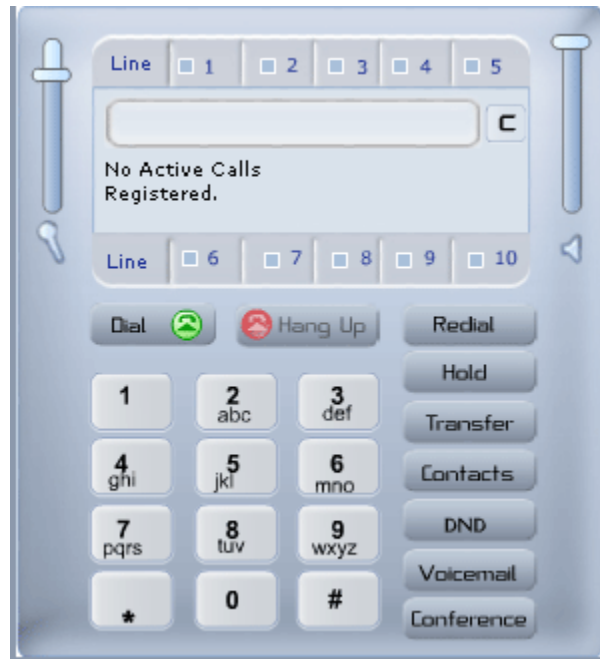 Line 1 2 3 4 5
C
No Active Calls
Registered.
Line 6 7 8 9 10
Dial Hang Up Redial
Hold
1 2 3
abc def
Transfer
4 5 6
ghi jkl mno
Contacts
7 8 9
pqrs tuv wxyz
DND
Voicemail
* 0 #
Conference